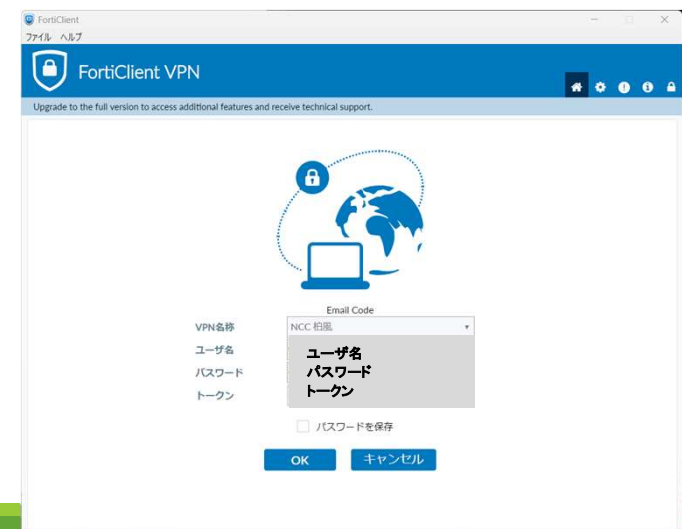 FortiClient
ファイル ヘルプ
FortiClient VPN
Upgrade to the full version to access additional features and receive technical support.
Email Code
VPN名称 NCC 柏風
ユーザ名 ユーザ名
パスワード パスワード
トークン トークン
パスワードを保存
OK キャンセル